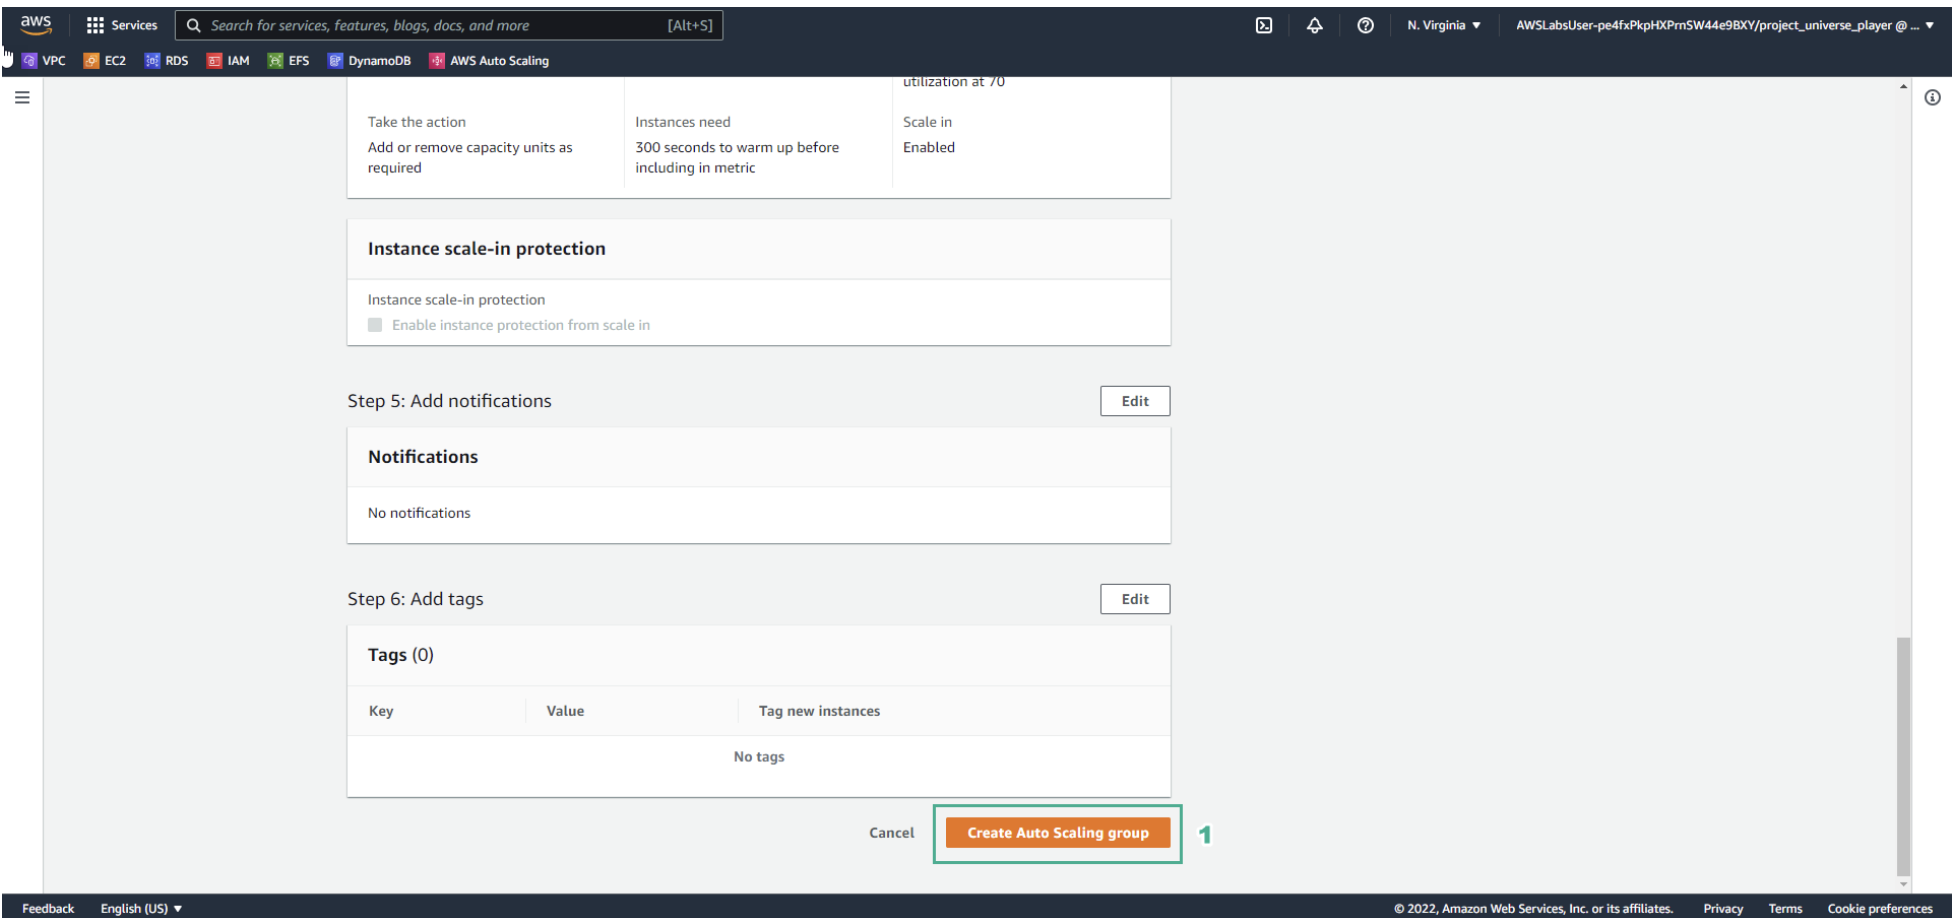 aws
Services
Search for services, features, blogs, docs, and more
[Alt+S]
N. Virginia ▼
AWSLabsUser-pe4fxPkpHXPrnSW44e9BXY/project_universe_player @ ... ▼
VPC
EC2
RDS
IAM
EFS
DynamoDB
AWS Auto Scaling
utilization at 70
Take the action
Add or remove capacity units as
required
Instances need
300 seconds to warm up before
including in metric
Scale in
Enabled
Instance scale-in protection
Instance scale-in protection
Enable instance protection from scale in
Step 5: Add notifications
Edit
Notifications
No notifications
Step 6: Add tags
Edit
Tags (0)
Key
Value
Tag new instances
No tags
Cancel
Create Auto Scaling group
1
Feedback
English (US) ▼
© 2022, Amazon Web Services, Inc. or its affiliates.
Privacy
Terms
Cookie preferences